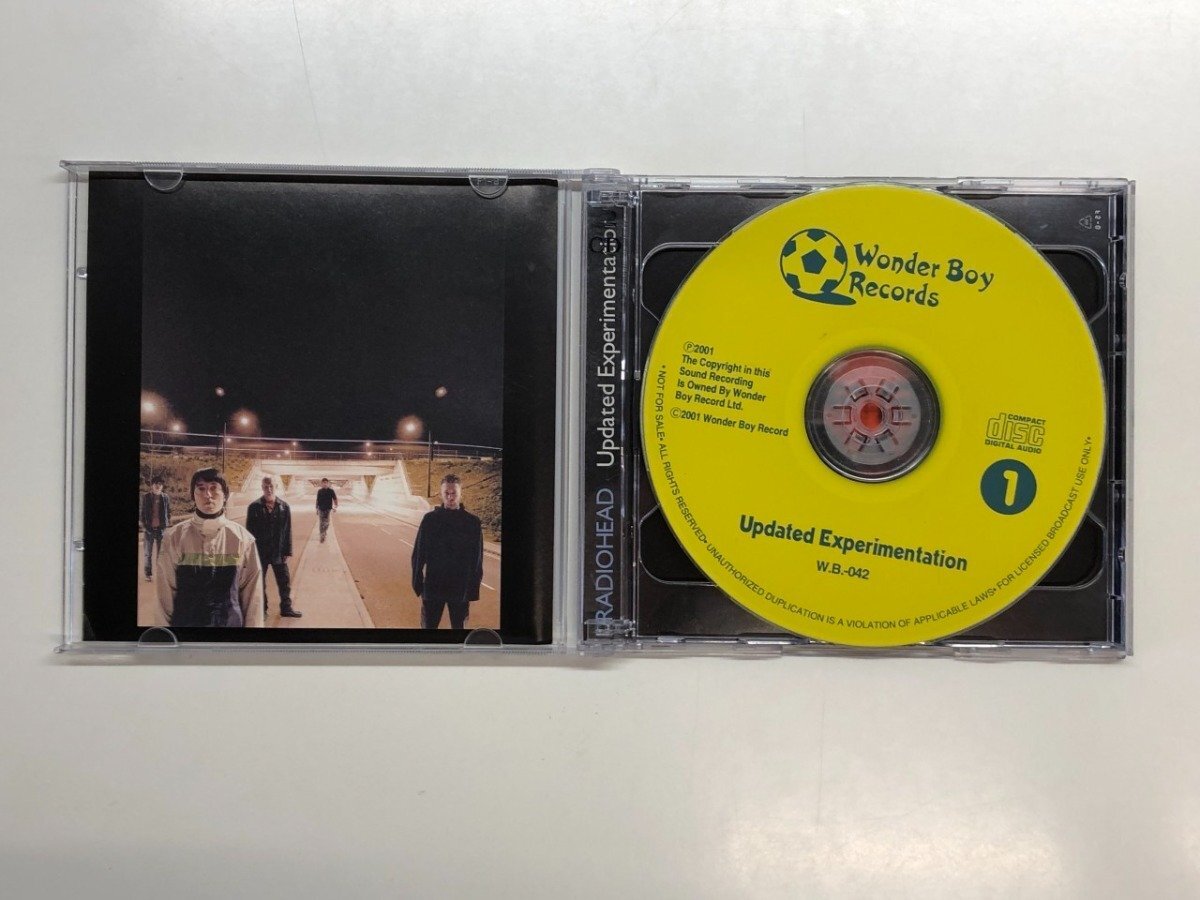 RADIOHEAD Updated Experimentation
Wonder Boy
Records
Ⓟ2001
The Copyright in this
Sound Recording
Is Owned By Wonder
Boy Record Ltd.
©2001 Wonder Boy Record
COMPACT
disc
DIGITAL AUDIO
1
Updated Experimentation
W.B.-042
* NOT FOR SALE• ALL RIGHTS RESERVED• UNAUTHORIZED DUPLICATION IS A VIOLATION OF APPLICABLE LAWS• FOR LICENSED BROADCAST USE ONLY•